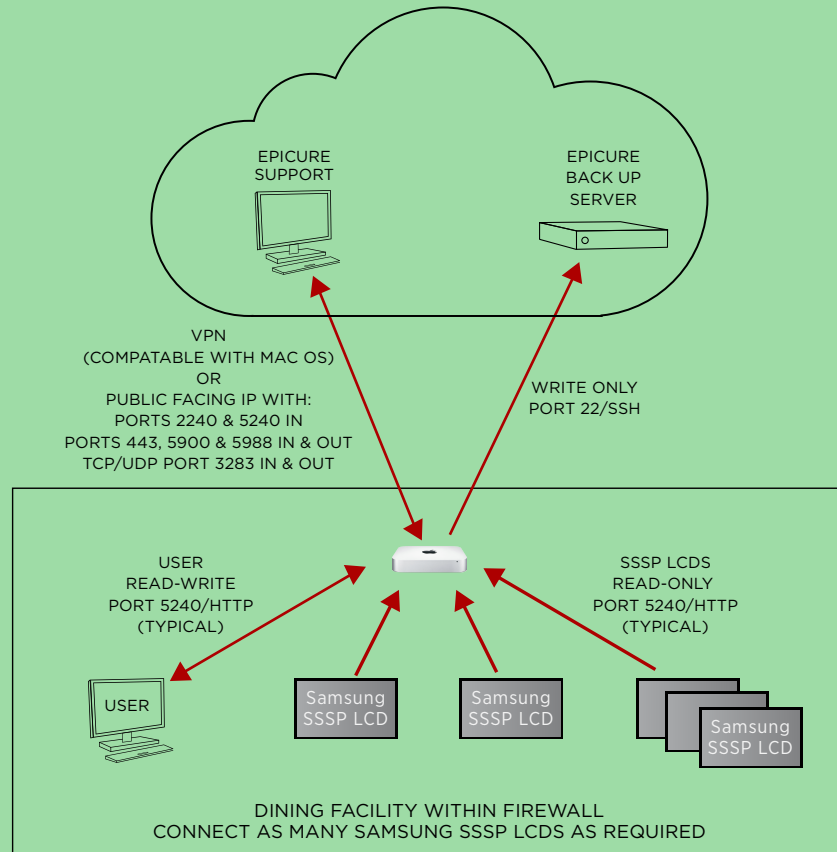 EPICURE
SUPPORT
EPICURE
BACK UP
SERVER
VPN
(COMPATABLE WITH MAC OS)
OR
PUBLIC FACING IP WITH:
PORTS 2240 & 5240 IN
PORTS 443, 5900 & 5988 IN & OUT
TCP/UDP PORT 3283 IN & OUT
WRITE ONLY
PORT 22/SSH
USER
READ-WRITE
PORT 5240/HTTP
(TYPICAL)
SSSP LCDS
READ-ONLY
PORT 5240/HTTP
(TYPICAL)
USER
Samsung
SSSP LCD
Samsung
SSSP LCD
Samsung
SSSP LCD
DINING FACILITY WITHIN FIREWALL
CONNECT AS MANY SAMSUNG SSSP LCDS AS REQUIRED